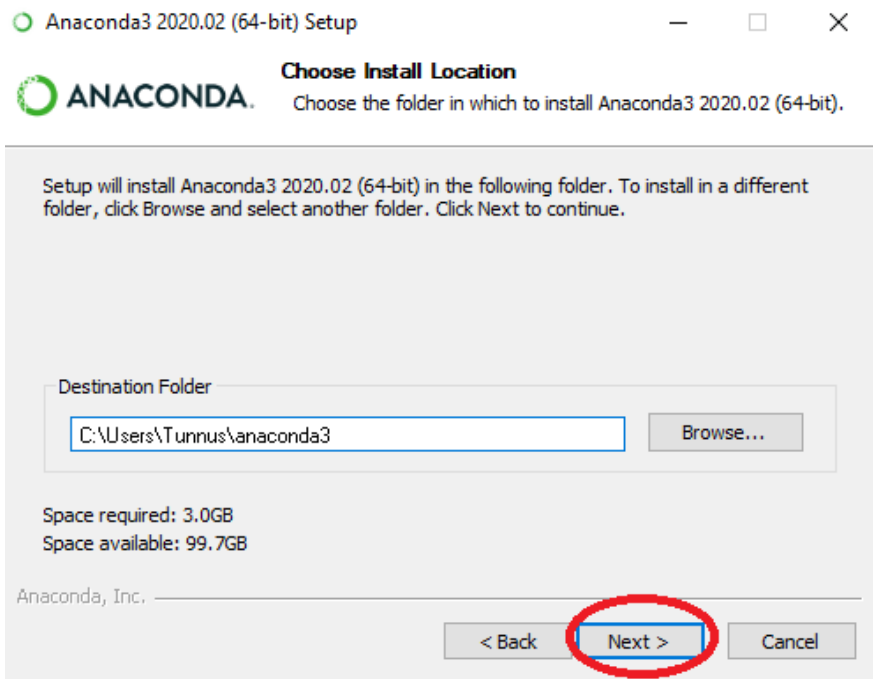 Anaconda3 2020.02 (64-bit) Setup
ANACONDA.
Choose Install Location
Choose the folder in which to install Anaconda3 2020.02 (64-bit).
Setup will install Anaconda3 2020.02 (64-bit) in the following folder. To install in a different
folder, click Browse and select another folder. Click Next to continue.
Destination Folder
C:\Users\Tunnus\anaconda3
Browse...
Space required: 3.0GB
Space available: 99.7GB
Anaconda, Inc.
< Back
Next >
Cancel